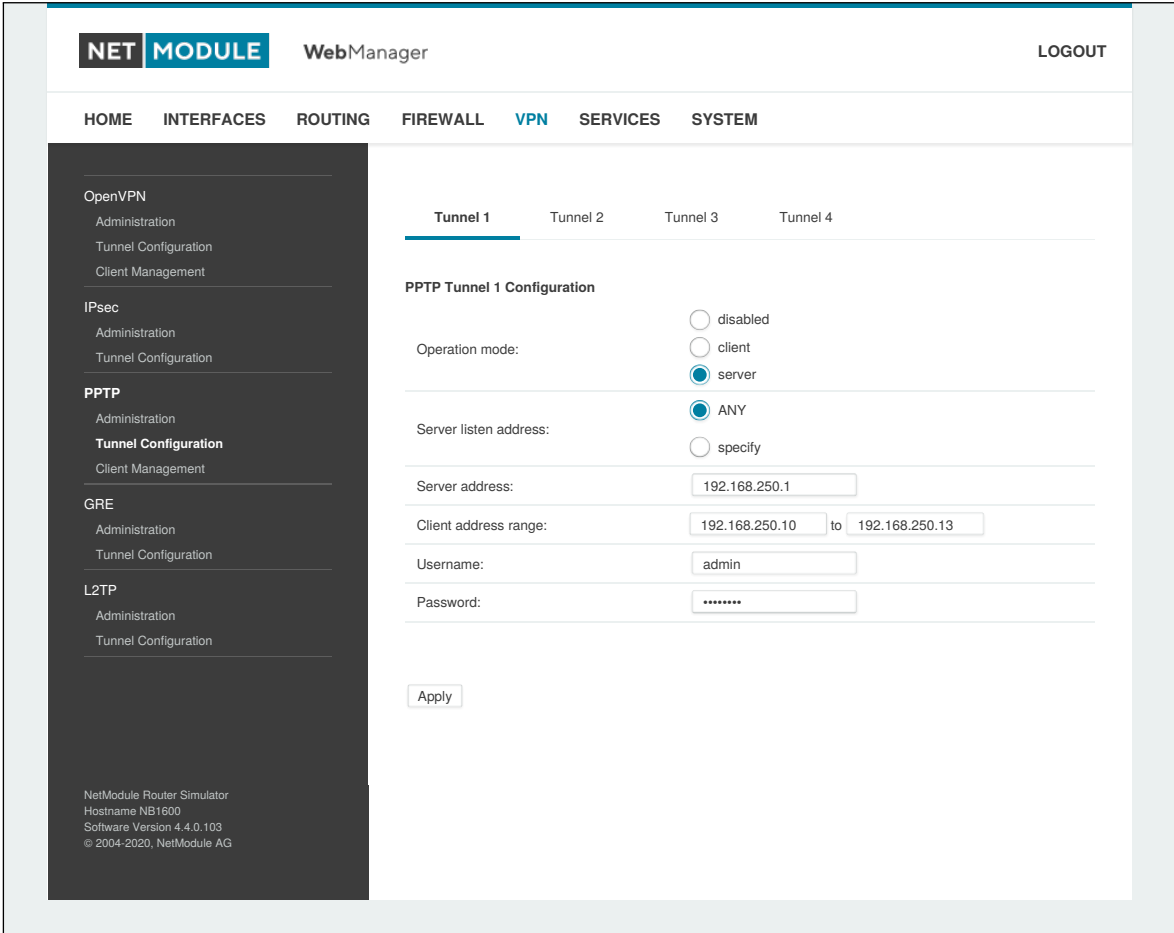 NET MODULE WebManager LOGOUT
HOME INTERFACES ROUTING FIREWALL VPN SERVICES SYSTEM
OpenVPN
Administration
Tunnel Configuration
Client Management
IPsec
Administration
Tunnel Configuration
PPTP
Administration
Tunnel Configuration
Client Management
GRE
Administration
Tunnel Configuration
L2TP
Administration
Tunnel Configuration
NetModule Router Simulator
Hostname NB1600
Software Version 4.4.0.103
© 2004-2020, NetModule AG
Tunnel 1 Tunnel 2 Tunnel 3 Tunnel 4
PPTP Tunnel 1 Configuration
Operation mode:
disabled
client
server
Server listen address:
ANY
specify
Server address: 192.168.250.1
Client address range: 192.168.250.10 to 192.168.250.13
Username: admin
Password: ••••••••
Apply